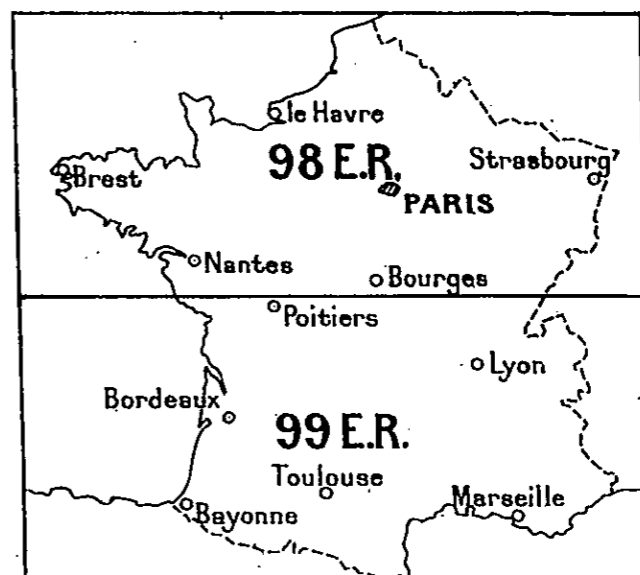 le Havre
98 E.R.
Strasbourg
Brest
PARIS
Nantes
Bourges
Poitiers
Lyon
Bordeaux
99 E.R.
Toulouse
Marseille
Bayonne